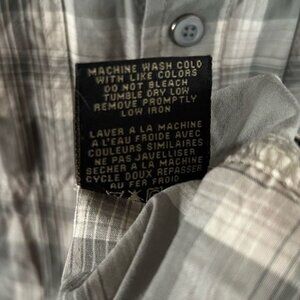 MACHINE WASH COLD
WITH LIKE COLORS
DO NOT BLEACH
TUMBLE DRY LOW
REMOVE PROMPTLY
LOW IRON
LAVER A LA MACHINE
A L'EAU FROIDE AVEC
COULEURS SIMILAIRES
NE PAS JAVELLISER
SECHER A LA MACHINE
CYCLE DOUX REPASSER
AU FER FROID